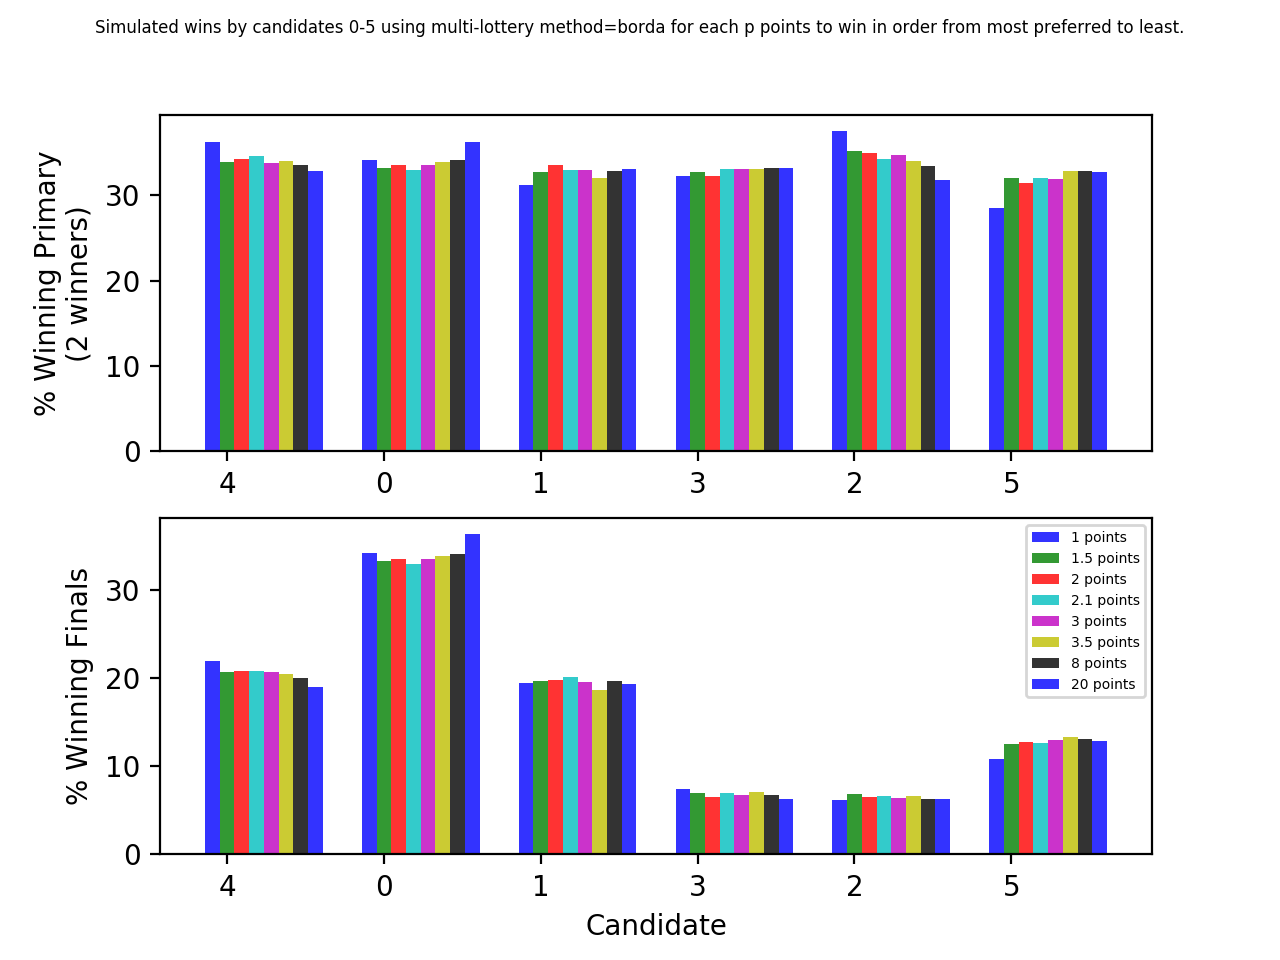 Simulated wins by candidates 0-5 using multi-lottery method=borda for each p points to win in order from most preferred to least.
% Winning Primary
(2 winners)
30
20
10
0
4 0 1 3 2 5
% Winning Finals
30
20
10
0
1 points
1.5 points
2 points
2.1 points
3 points
3.5 points
8 points
20 points
4 0 1 3 2 5
Candidate